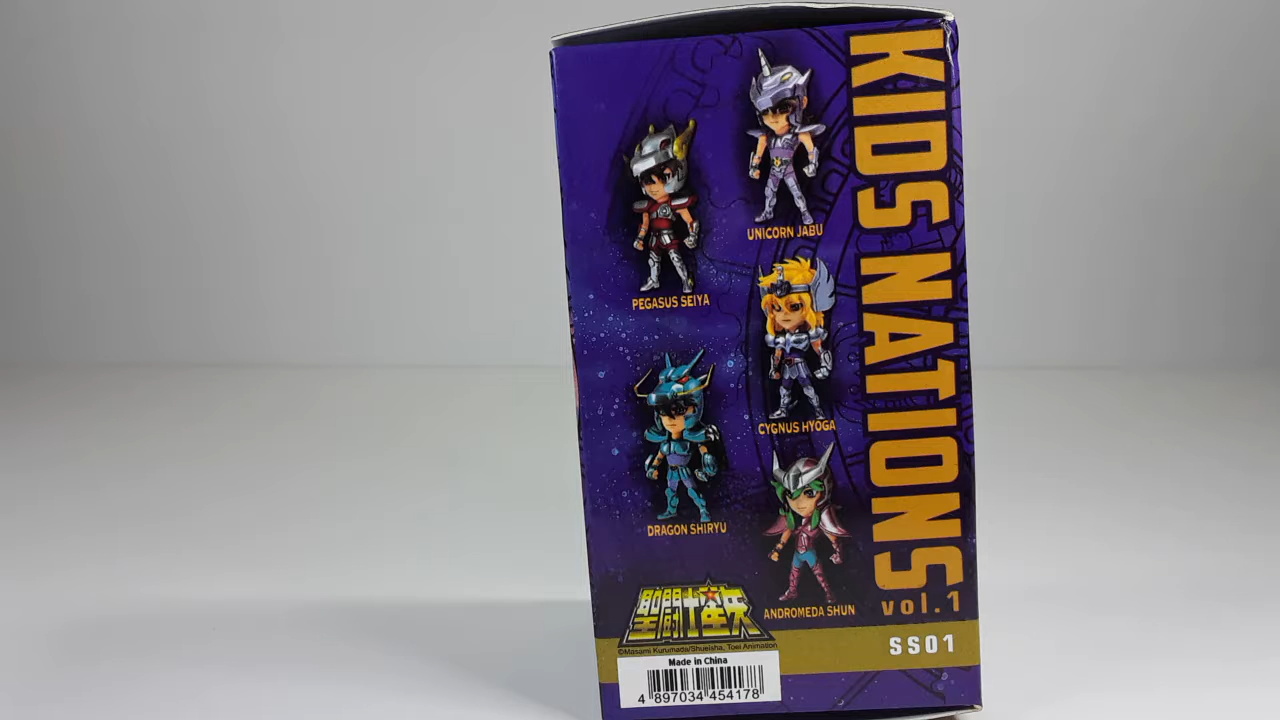 KIDS NATIONS
vol.1
UNICORN JABU
PEGASUS SEIYA
CYGNUS HYOGA
DRAGON SHIRYU
ANDROMEDA SHUN
聖闘士星矢
©Masami Kurumada/Shueisha, Toei Animation
SS01
Made in China
4 897034 454178